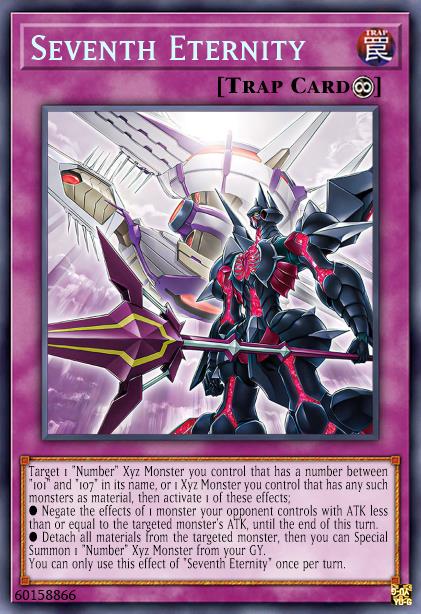 SEVENTH ETERNITY
TRAP
罠
[TRAP CARD∞]
Target 1 "Number" Xyz Monster you control that has a number between
"101" and "107" in its name, or 1 Xyz Monster you control that has any such
monsters as material, then activate 1 of these effects;
● Negate the effects of 1 monster your opponent controls with ATK less
than or equal to the targeted monster's ATK, until the end of this turn.
● Detach all materials from the targeted monster, then you can Special
Summon 1 "Number" Xyz Monster from your GY.
You can only use this effect of "Seventh Eternity" once per turn.
60158866